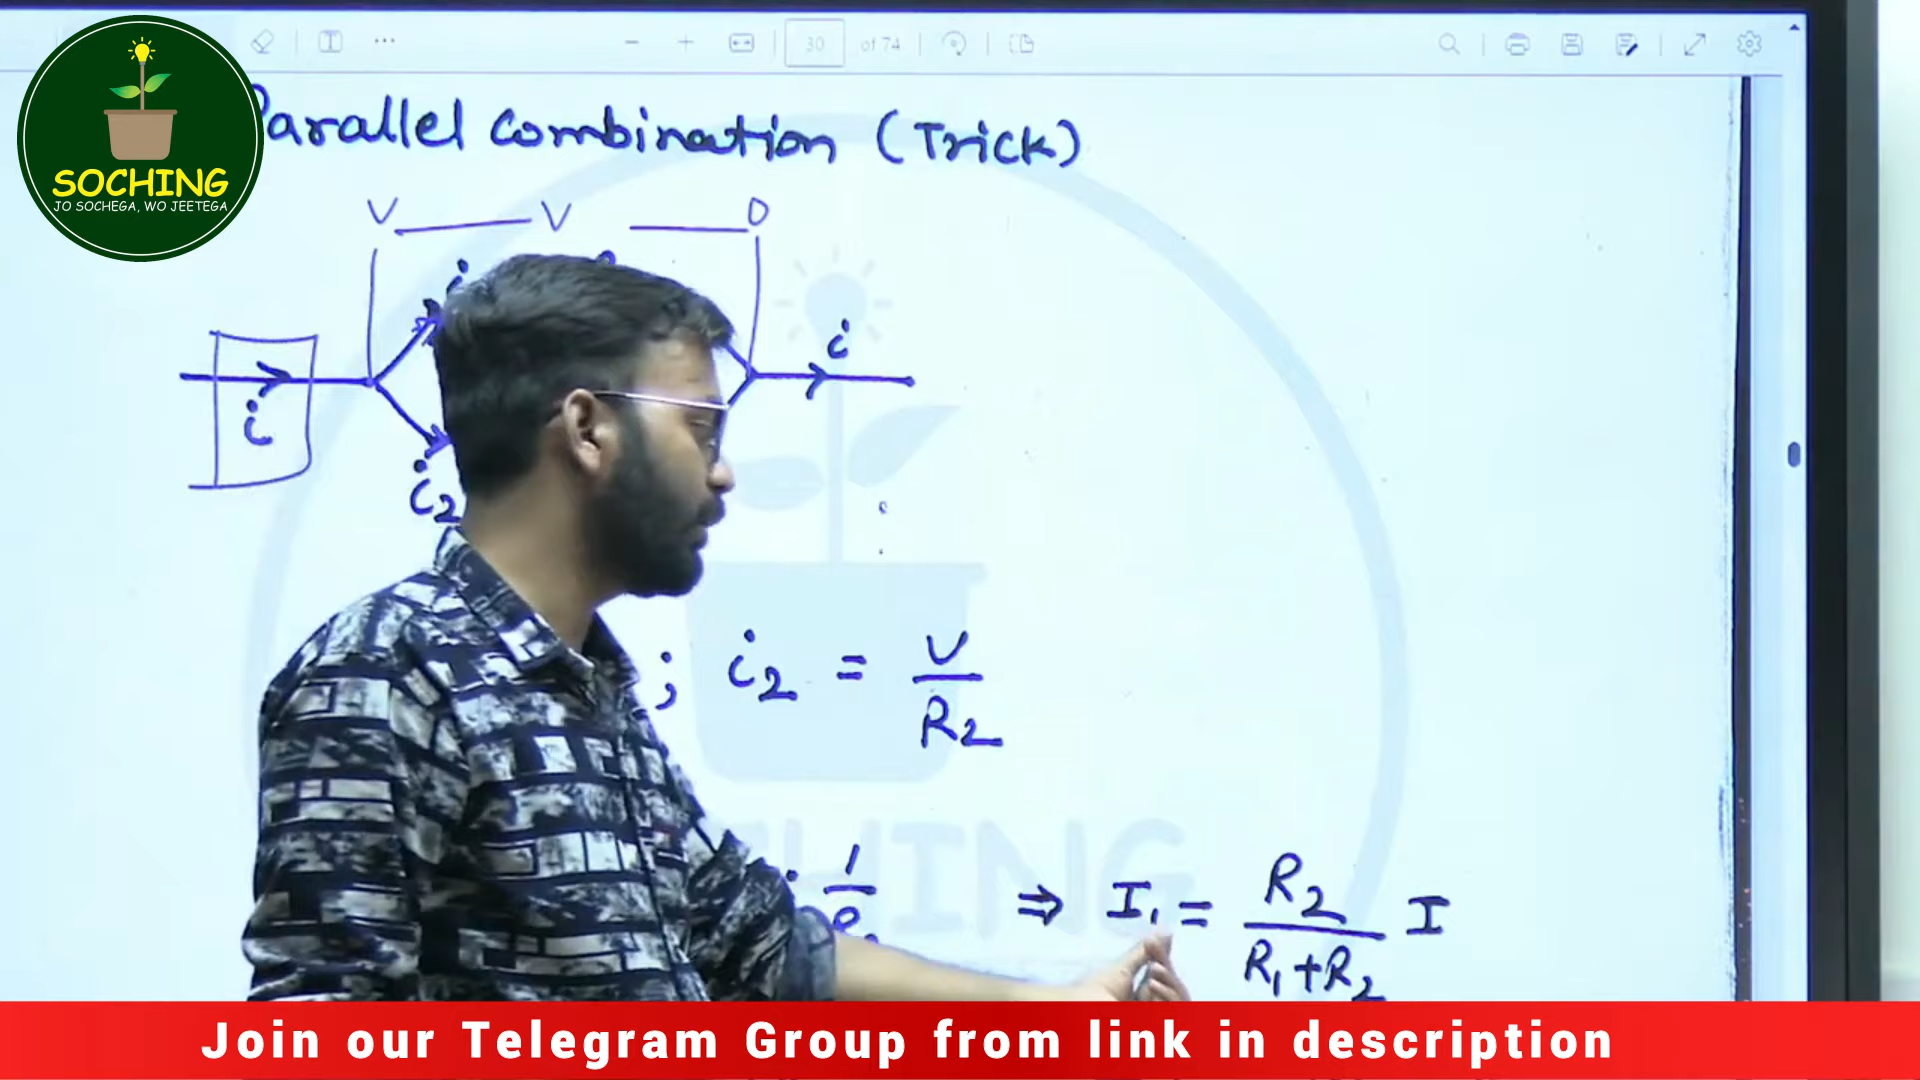 SOCHING
JO SOCHEGA, WO JEETEGA
30 of 74
Parallel Combination (Trick)
V V 0
i
i
i
i2
; i2 = V/R2
⇒ I1 = R2/(R1+R2) I
Join our Telegram Group from link in description